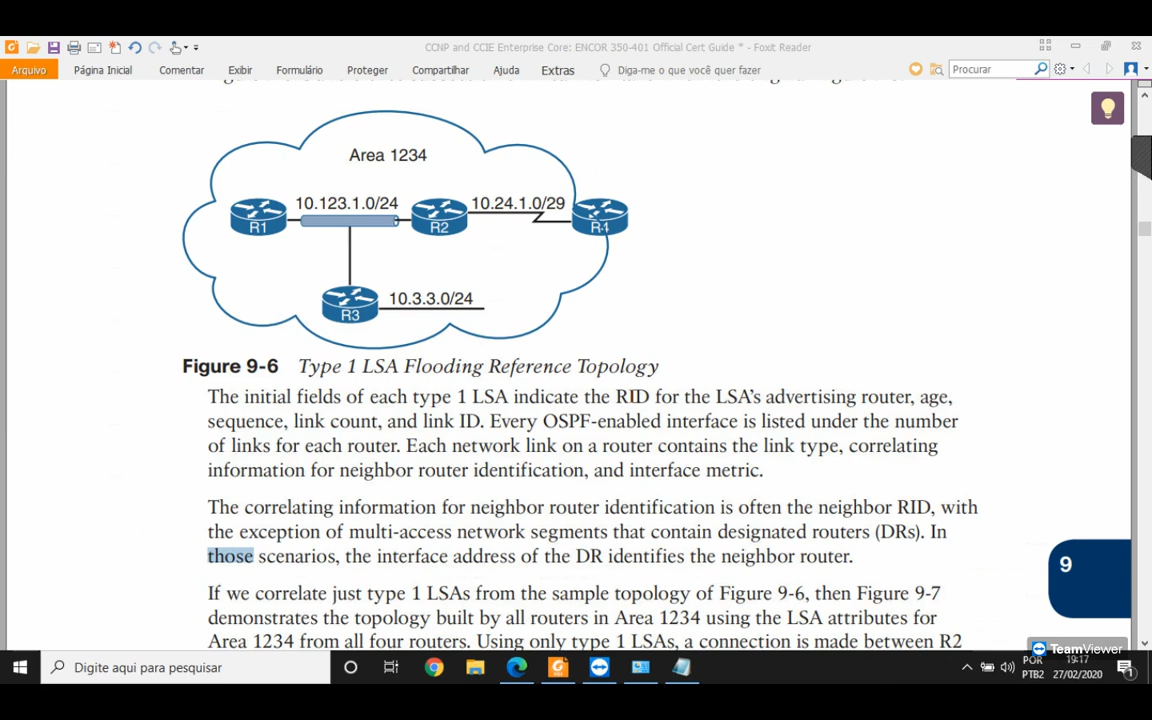 CCNP and CCIE Enterprise Core: ENCOR 350-401 Official Cert Guide * - Foxit Reader
Arquivo Página Inicial Comentar Exibir Formulário Proteger Compartilhar Ajuda Extras Diga-me o que você quer fazer Procurar
Area 1234
10.123.1.0/24 10.24.1.0/29
R1 R2 R4
10.3.3.0/24
R3
Figure 9-6 Type 1 LSA Flooding Reference Topology
The initial fields of each type 1 LSA indicate the RID for the LSA's advertising router, age,
sequence, link count, and link ID. Every OSPF-enabled interface is listed under the number
of links for each router. Each network link on a router contains the link type, correlating
information for neighbor router identification, and interface metric.
The correlating information for neighbor router identification is often the neighbor RID, with
the exception of multi-access network segments that contain designated routers (DRs). In
those scenarios, the interface address of the DR identifies the neighbor router.
9
If we correlate just type 1 LSAs from the sample topology of Figure 9-6, then Figure 9-7
demonstrates the topology built by all routers in Area 1234 using the LSA attributes for
Area 1234 from all four routers. Using only type 1 LSAs, a connection is made between R2
TeamViewer
Digite aqui para pesquisar
POR
PTB2
19:17
27/02/2020
1